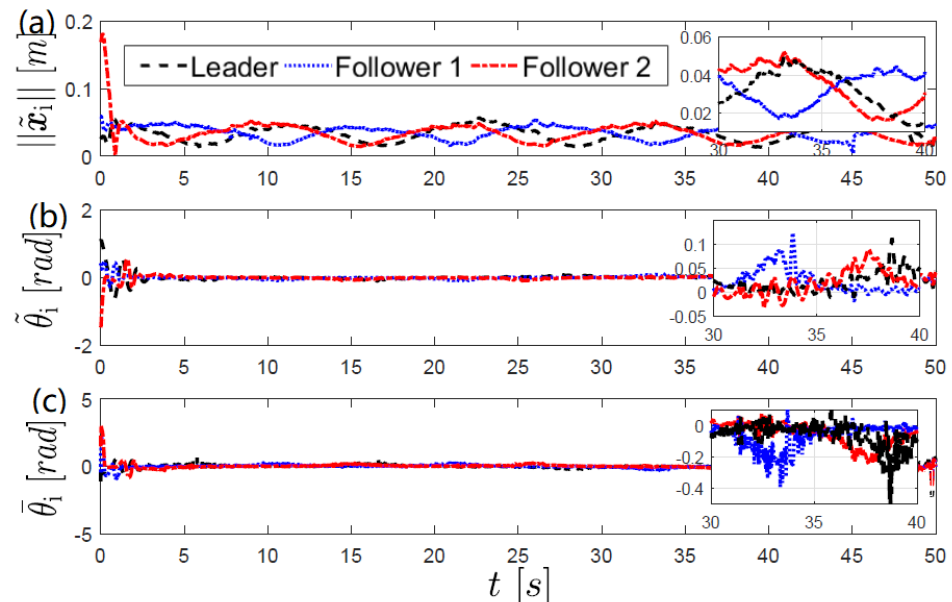 (a)
||x̃ᵢ|| [m]
0.2
0.1
0
Leader Follower 1 Follower 2
0.06
0.04
0.02
30 35 40
0 5 10 15 20 25 30 35 40 45 50
(b)
θ̃ᵢ [rad]
2
0
-2
0.1
0.05
0
-0.05
30 35 40
0 5 10 15 20 25 30 35 40 45 50
(c)
θ̄ᵢ [rad]
5
0
-5
0
-0.2
-0.4
30 35 40
0 5 10 15 20 25 30 35 40 45 50
t [s]